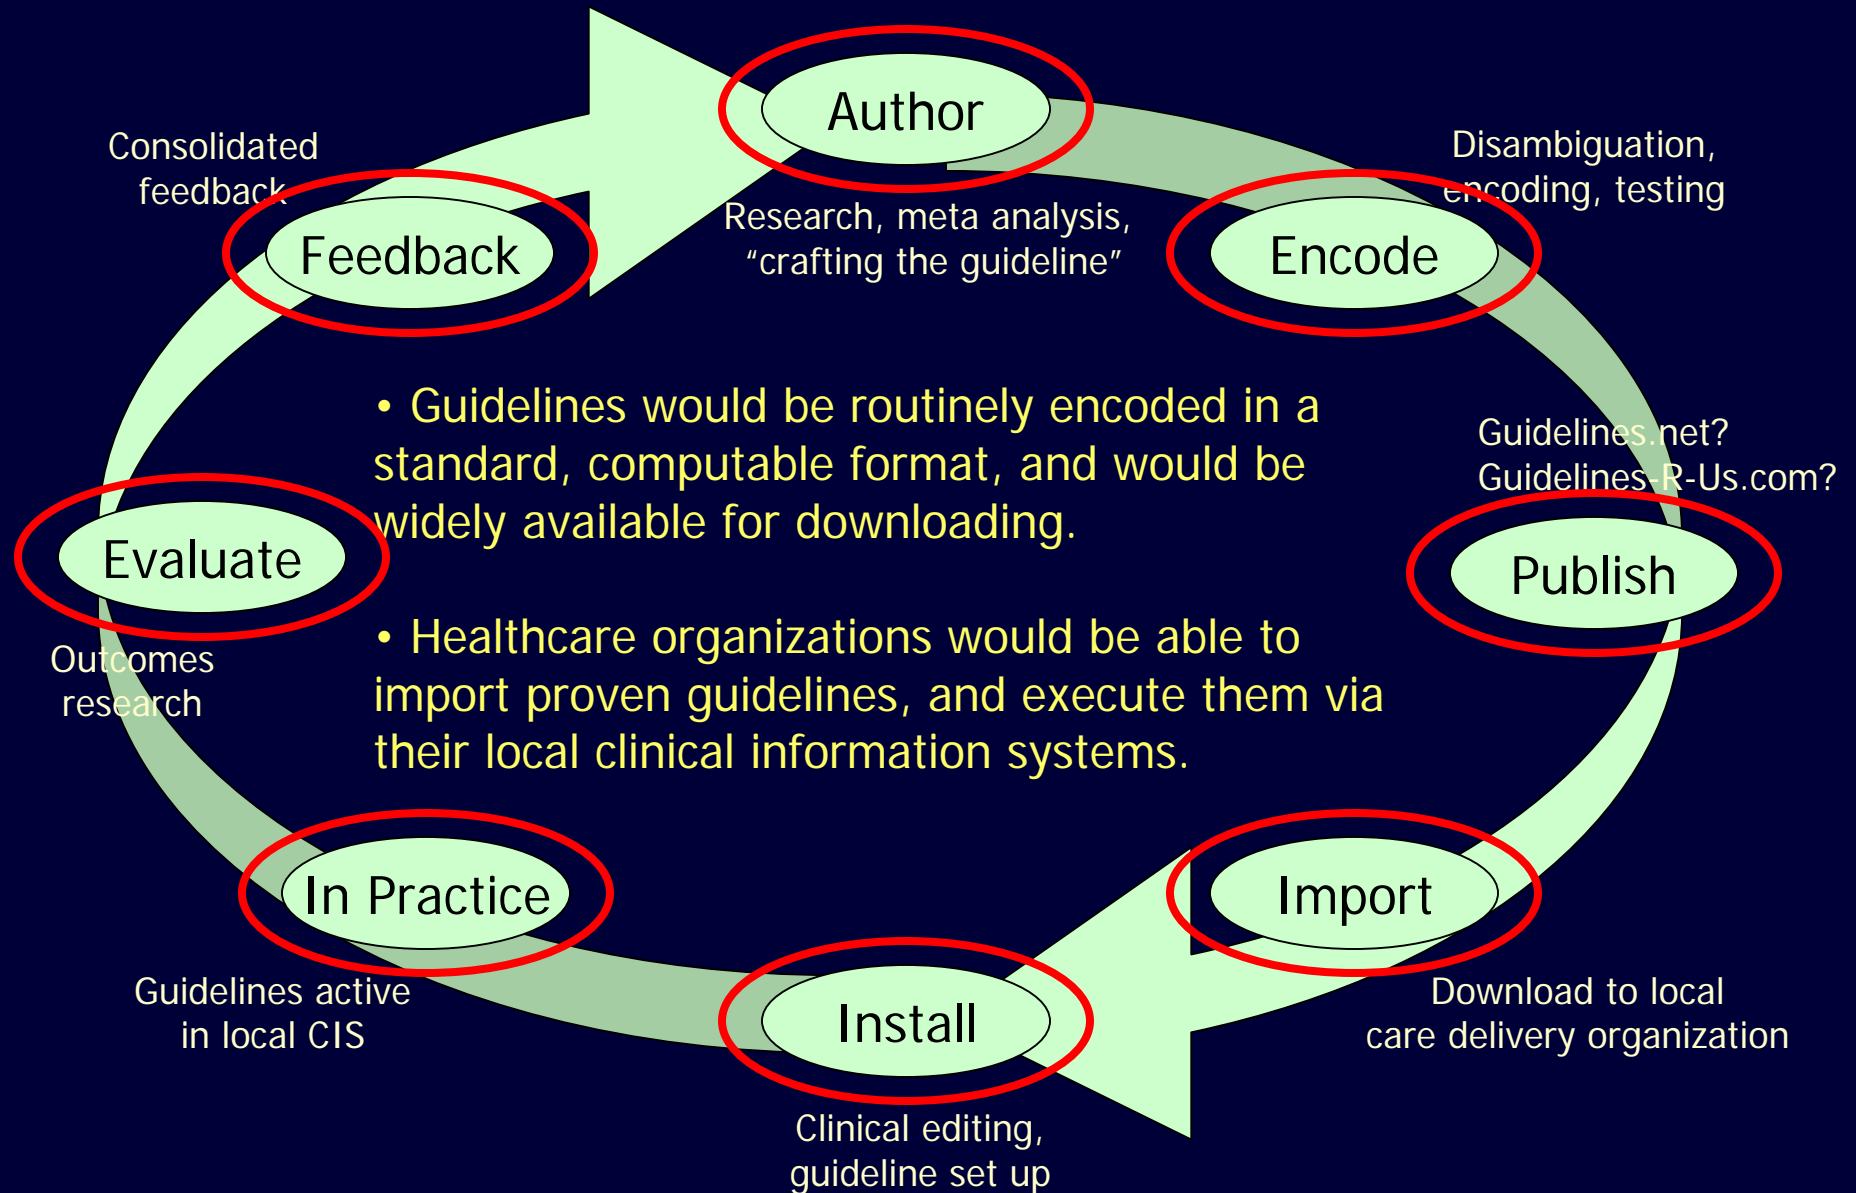 Author
Research, meta analysis,
“crafting the guideline”
Encode
Disambiguation,
encoding, testing
Guidelines.net?
Guidelines-R-Us.com?
Publish
Import
Download to local
care delivery organization
Install
Clinical editing,
guideline set up
In Practice
Guidelines active
in local CIS
Evaluate
Outcomes
research
Consolidated
feedback
Feedback
• Guidelines would be routinely encoded in a
standard, computable format, and would be
widely available for downloading.
• Healthcare organizations would be able to
import proven guidelines, and execute them via
their local clinical information systems.